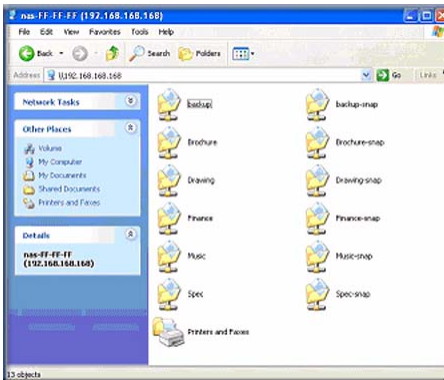 nas-FF-FF-FF (192.168.168.168)
File Edit View Favorites Tools Help
Back Search Folders
Address \\192.168.168.168 Go Links
Network Tasks
Other Places
Volume
My Computer
My Documents
Shared Documents
Printers and Faxes
Details
nas-FF-FF-FF
(192.168.168.168)
backup backup-snap
Brochure Brochure-snap
Drawing Drawing-snap
Finance Finance-snap
Music Music-snap
Spec Spec-snap
Printers and Faxes
13 objects